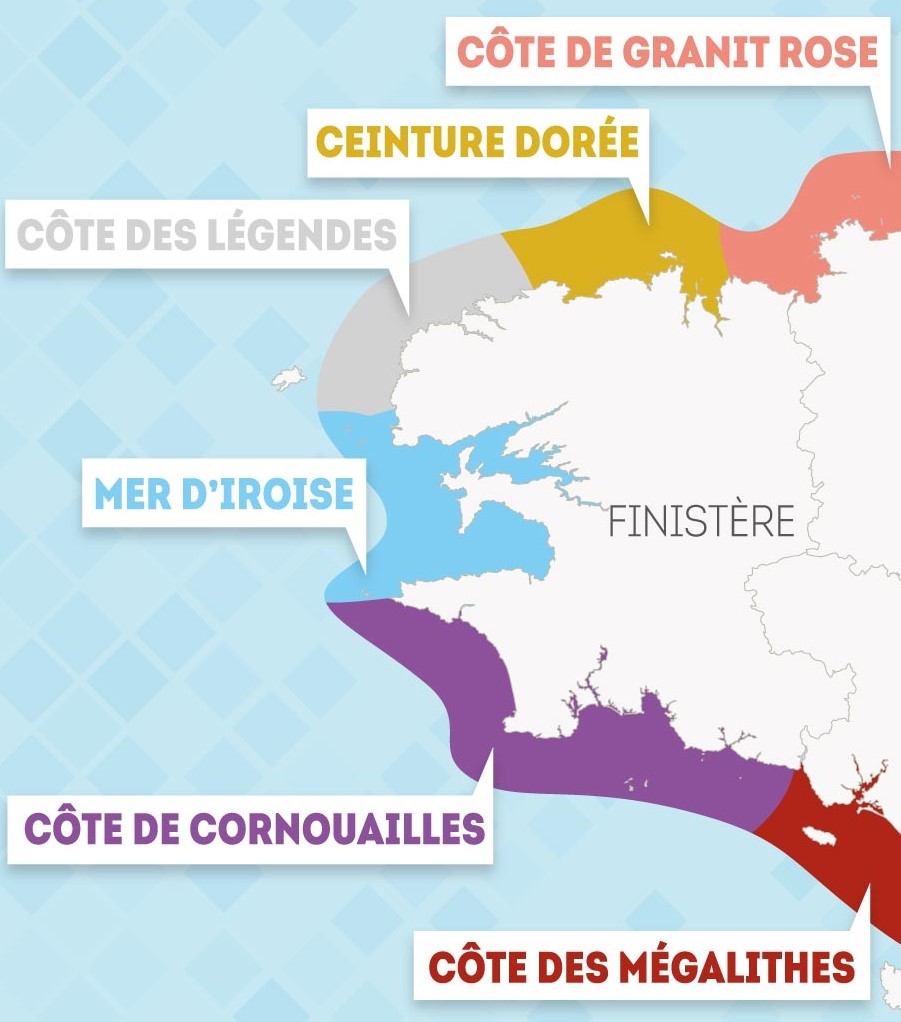 CÔTE DE GRANIT ROSE
CEINTURE DORÉE
CÔTE DES LÉGENDES
MER D'IROISE
FINISTÈRE
CÔTE DE CORNOUAILLES
CÔTE DES MÉGALITHES